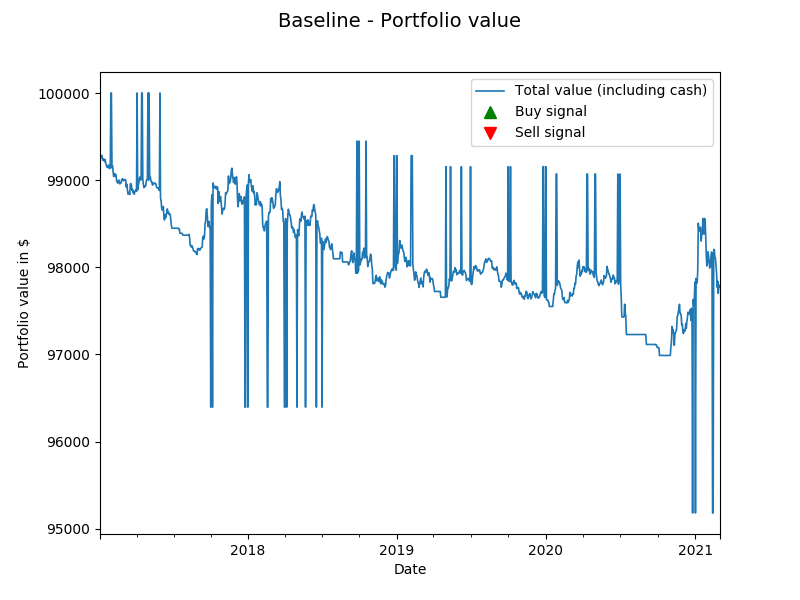 Baseline - Portfolio value
Total value (including cash)
Buy signal
Sell signal
100000
99000
98000
97000
96000
95000
Portfolio value in $
2018
2019
2020
2021
Date